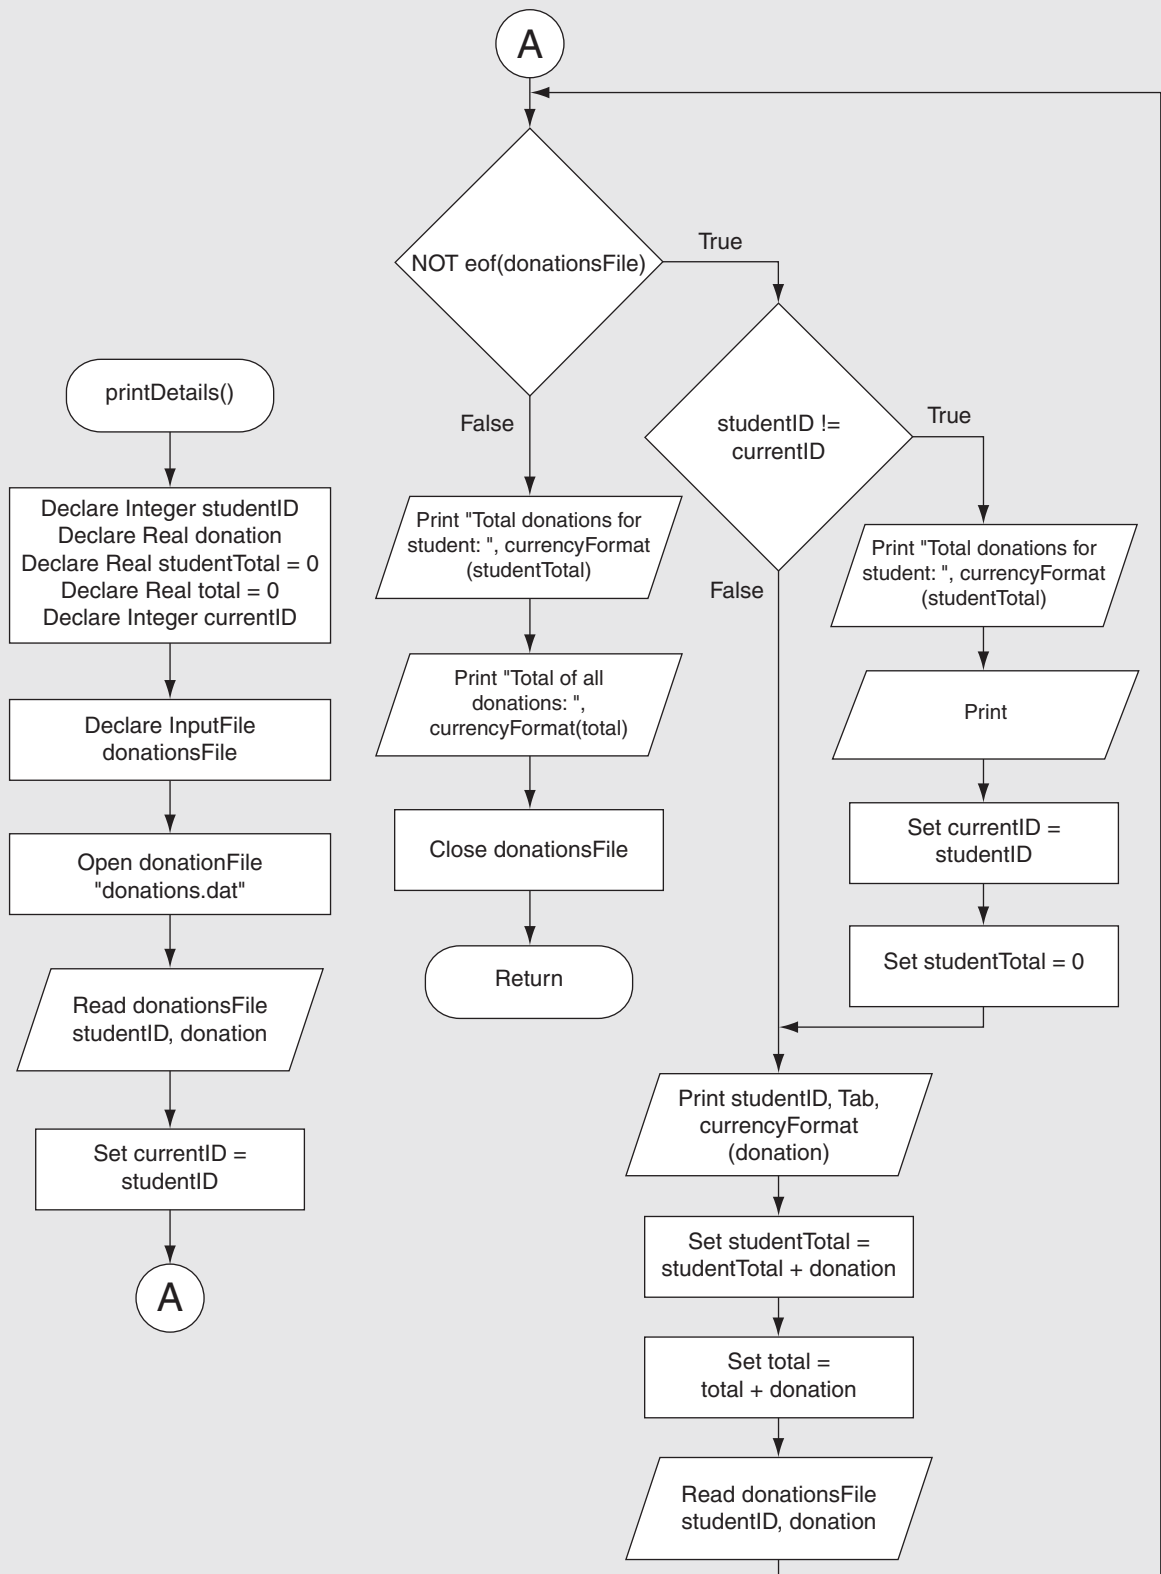 printDetails()
Declare Integer studentID
Declare Real donation
Declare Real studentTotal = 0
Declare Real total = 0
Declare Integer currentID
Declare InputFile
donationsFile
Open donationFile
"donations.dat"
Read donationsFile
studentID, donation
Set currentID =
studentID
A
A
NOT eof(donationsFile)
True
False
Print "Total donations for
student: ", currencyFormat
(studentTotal)
Print "Total of all
donations: ",
currencyFormat(total)
Close donationsFile
Return
studentID !=
currentID
True
False
Print "Total donations for
student: ", currencyFormat
(studentTotal)
Print
Set currentID =
studentID
Set studentTotal = 0
Print studentID, Tab,
currencyFormat
(donation)
Set studentTotal =
studentTotal + donation
Set total =
total + donation
Read donationsFile
studentID, donation